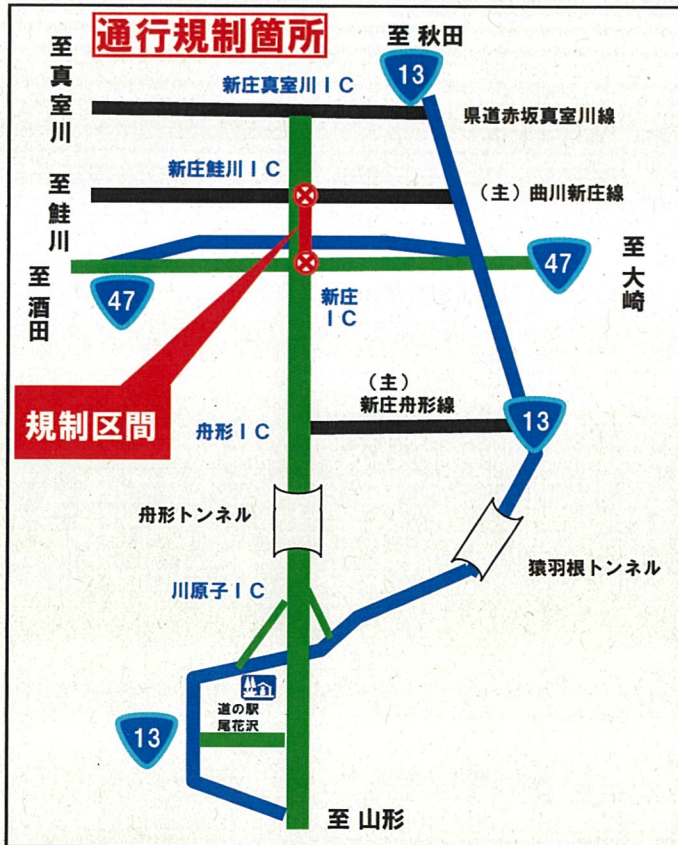 通行規制箇所
至 秋田
13
至真室川
新庄真室川IC
県道赤坂真室川線
至鮭川
新庄鮭川IC
(主)曲川新庄線
至酒田
47
47
至大崎
新庄
IC
規制区間
(主)
新庄舟形線
舟形IC
13
舟形トンネル
猿羽根トンネル
川原子IC
道の駅
尾花沢
13
至 山形